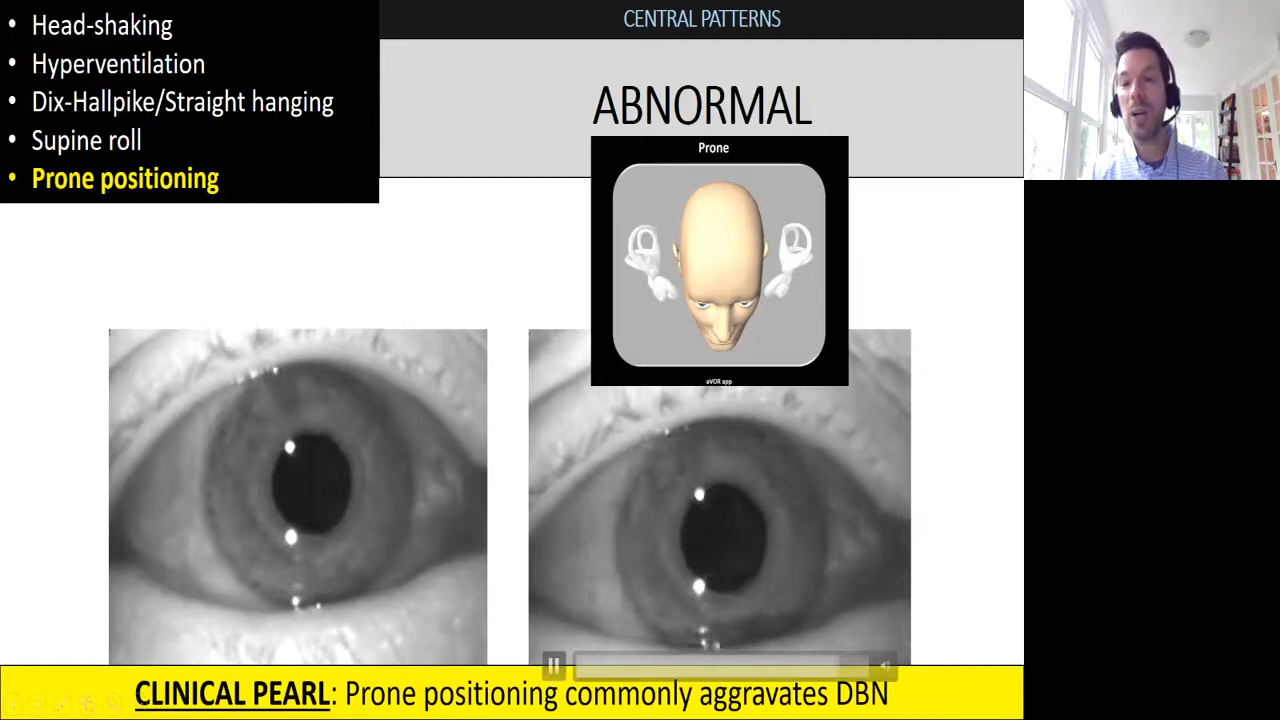 • Head-shaking
• Hyperventilation
• Dix-Hallpike/Straight hanging
• Supine roll
• Prone positioning
CENTRAL PATTERNS
ABNORMAL
Prone
aVOR app
CLINICAL PEARL: Prone positioning commonly aggravates DBN